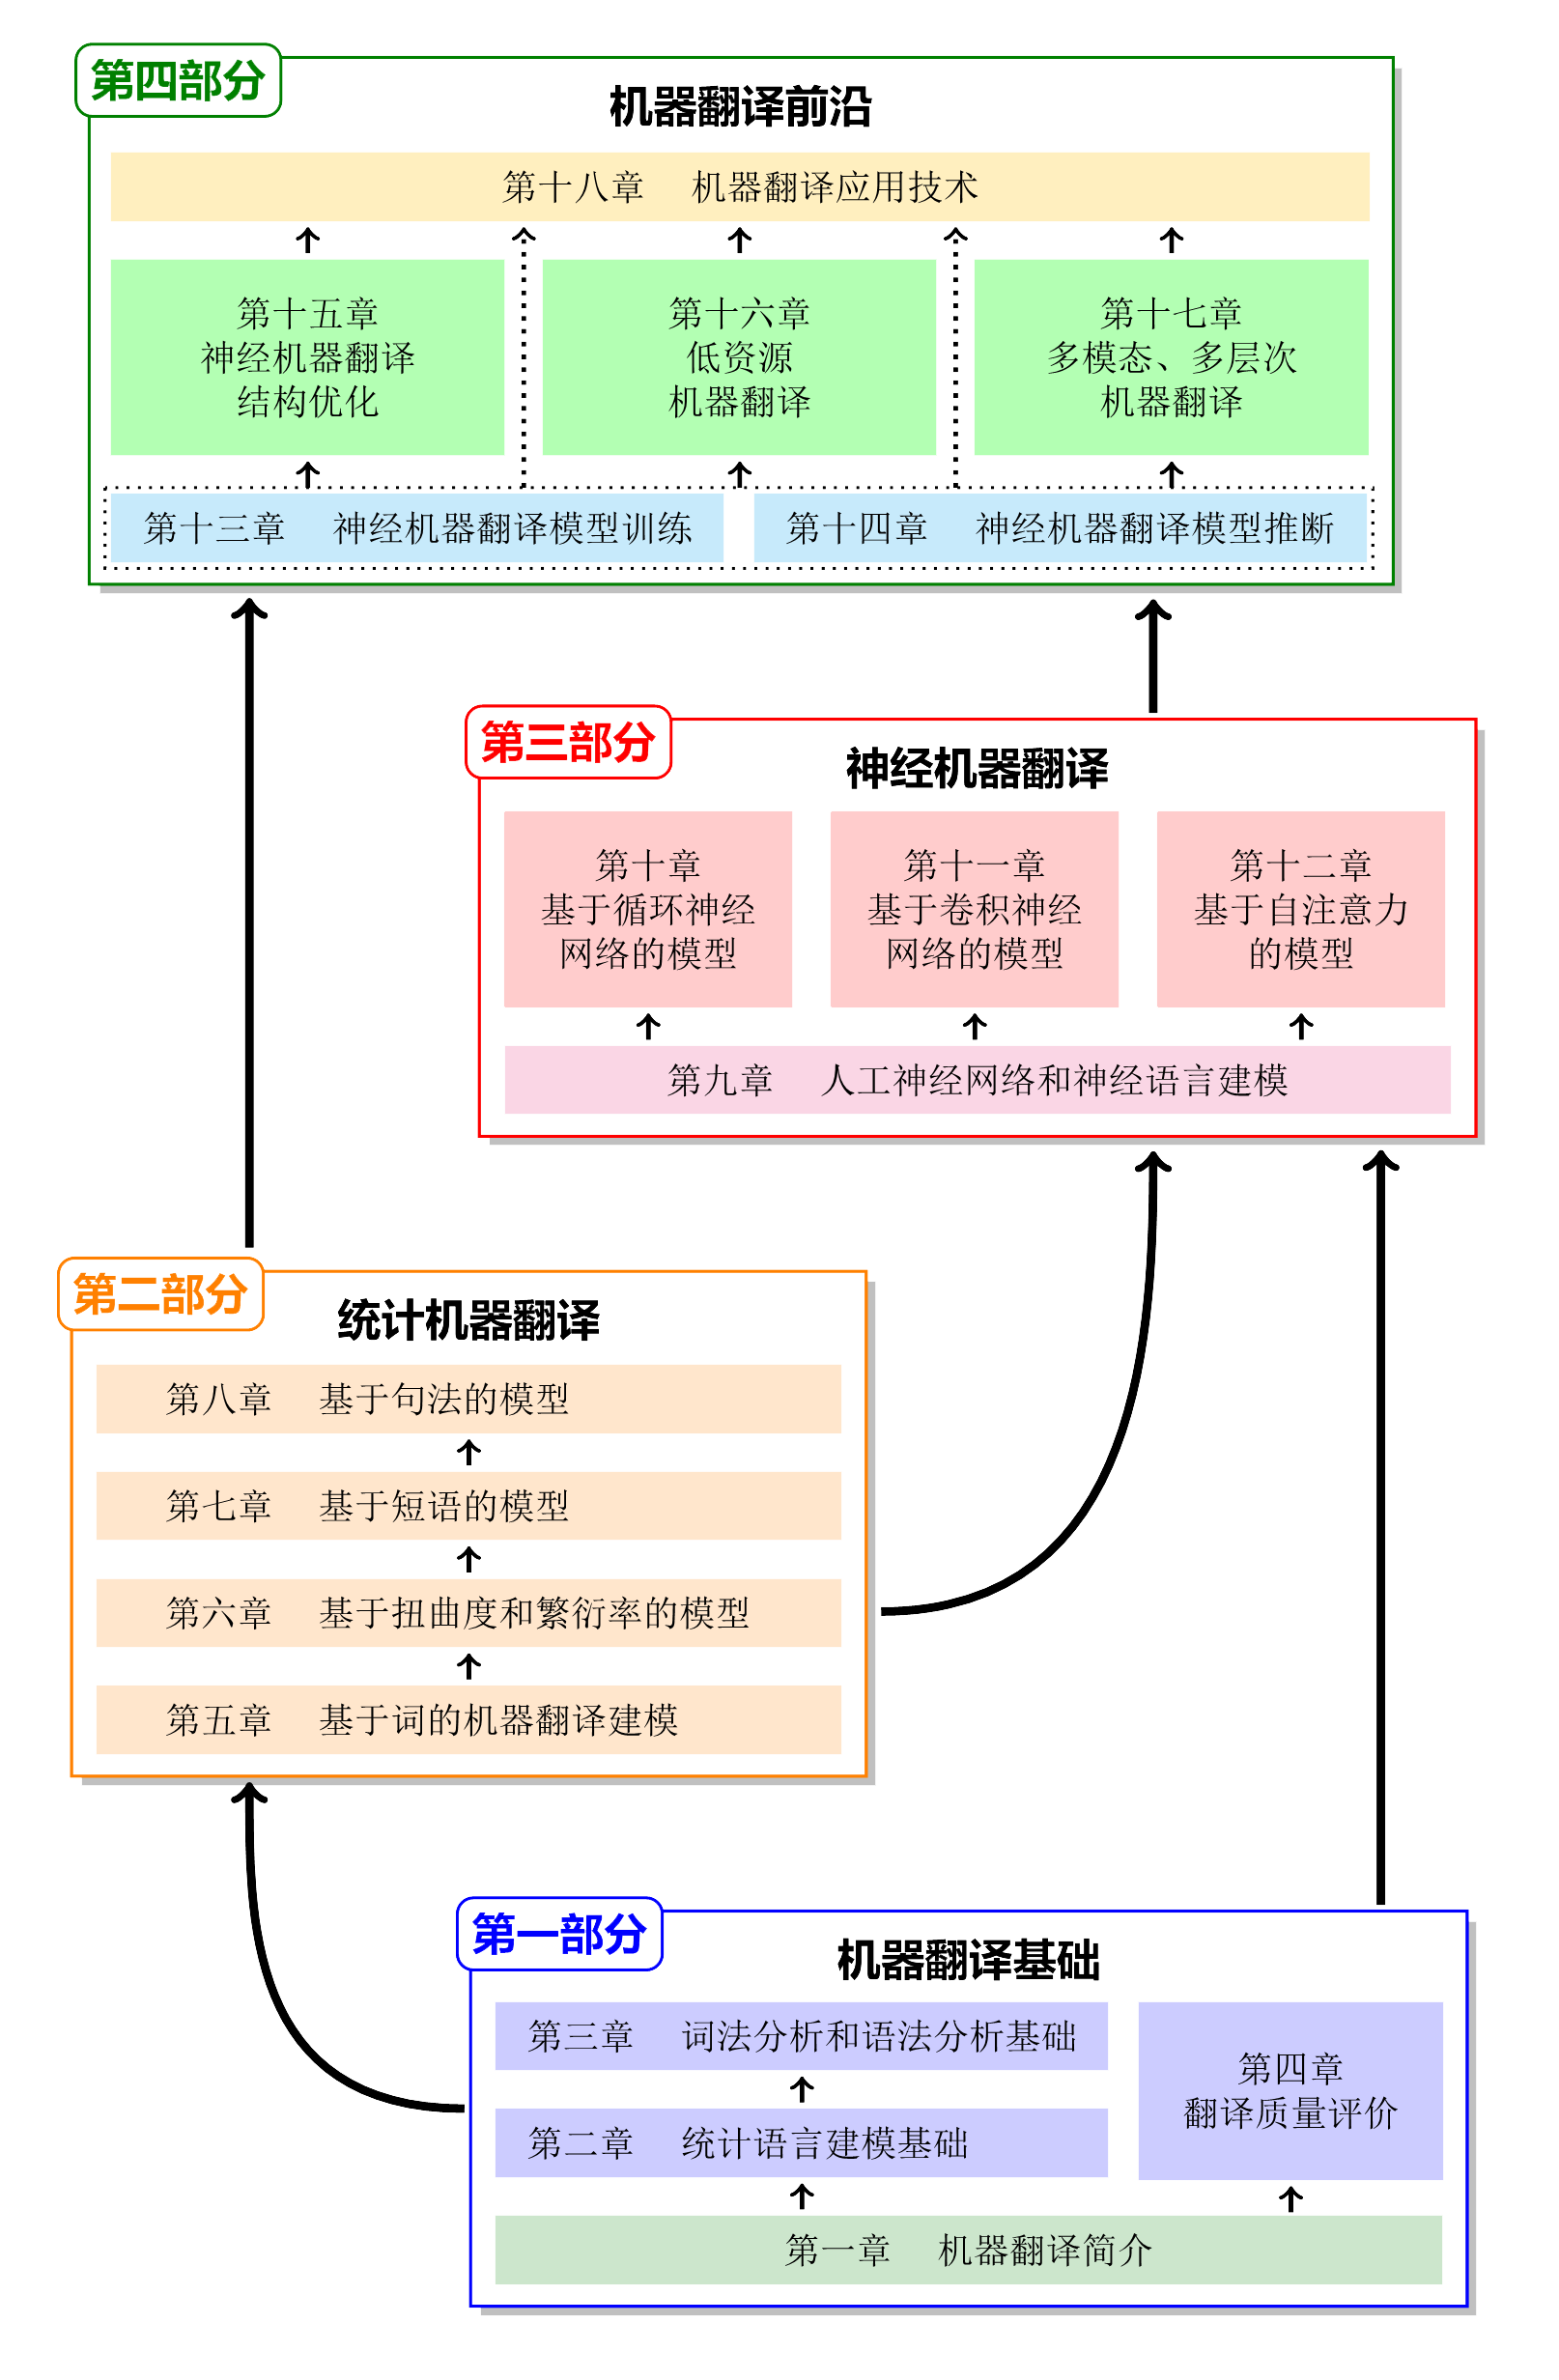 第四部分
机器翻译前沿
第十八章 机器翻译应用技术
第十五章
神经机器翻译
结构优化
第十六章
低资源
机器翻译
第十七章
多模态、多层次
机器翻译
第十三章 神经机器翻译模型训练
第十四章 神经机器翻译模型推断
第三部分
神经机器翻译
第十章
基于循环神经
网络的模型
第十一章
基于卷积神经
网络的模型
第十二章
基于自注意力
的模型
第九章 人工神经网络和神经语言建模
第二部分
统计机器翻译
第八章 基于句法的模型
第七章 基于短语的模型
第六章 基于扭曲度和繁衍率的模型
第五章 基于词的机器翻译建模
第一部分
机器翻译基础
第三章 词法分析和语法分析基础
第二章 统计语言建模基础
第四章
翻译质量评价
第一章 机器翻译简介